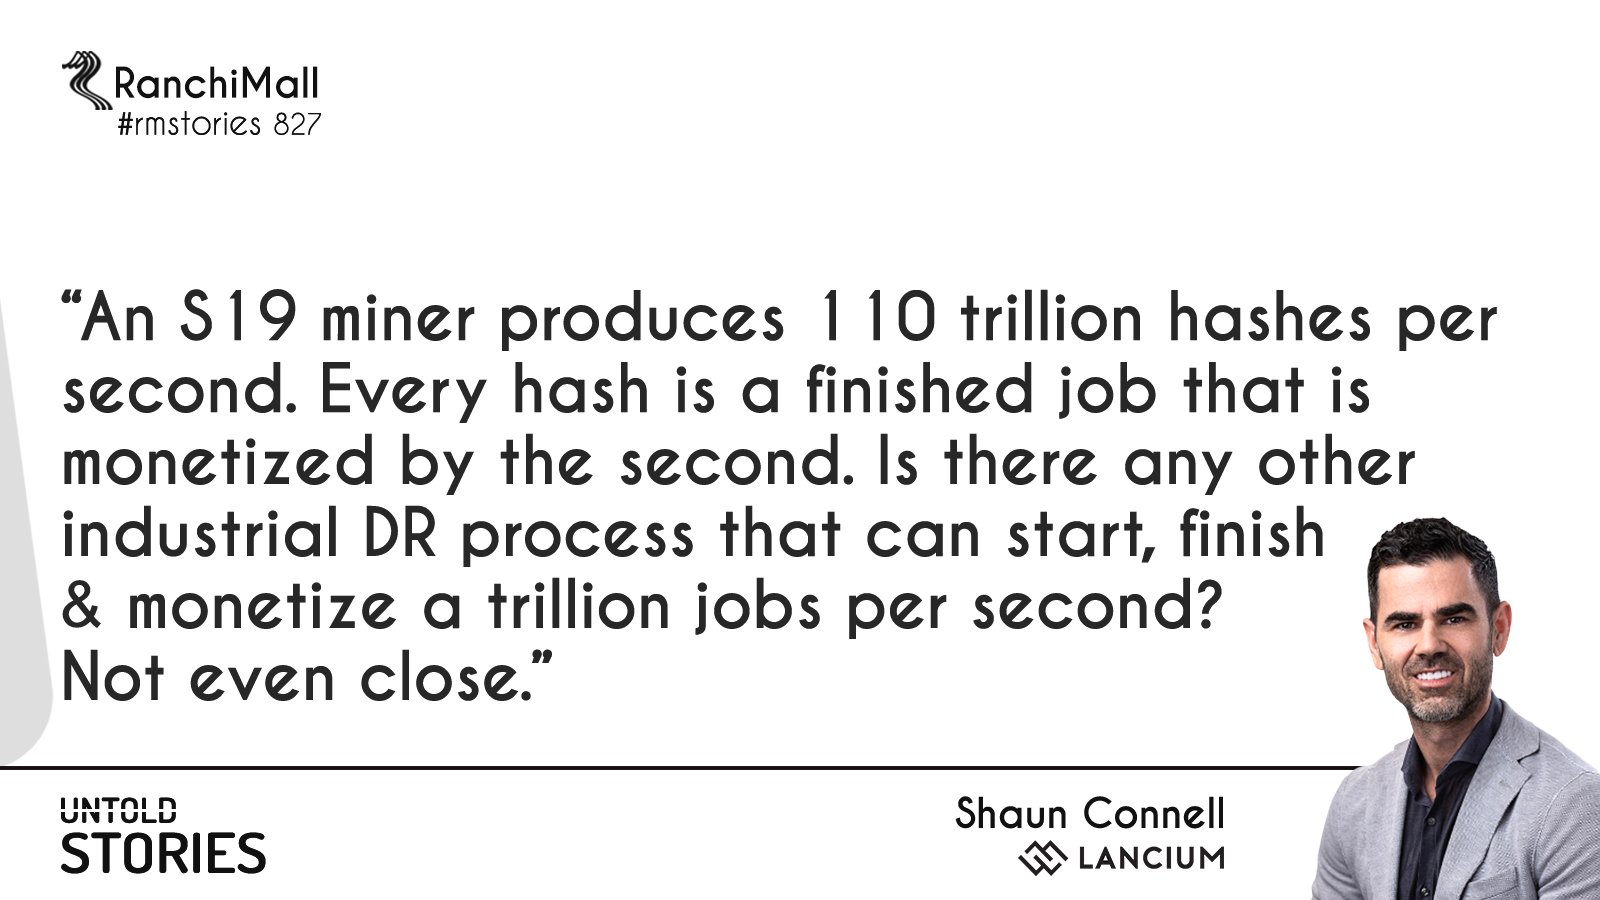 RanchiMall
#rmstories 827
“An S19 miner produces 110 trillion hashes per
second. Every hash is a finished job that is
monetized by the second. Is there any other
industrial DR process that can start, finish
& monetize a trillion jobs per second?
Not even close.”
UNTOLD
STORIES
Shaun Connell
LANCIUM